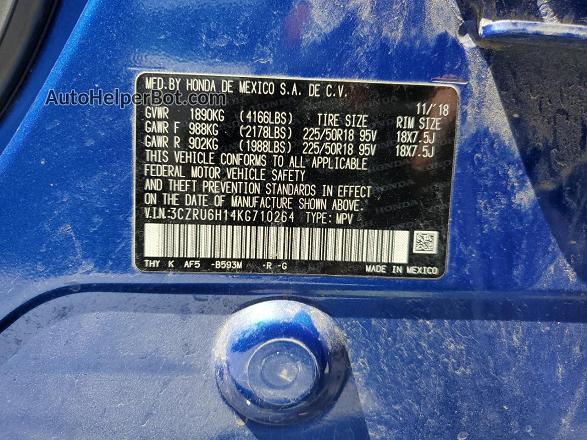 MFD.BY HONDA DE MEXICO S.A. DE C.V.
AutoHelperBot.com
11/'18
GVWR 1890KG (4166LBS) TIRE SIZE RIM SIZE
GAWR F 988KG (2178LBS) 225/50R18 95V 18X7.5J
GAWR R 902KG (1988LBS) 225/50R18 95V 18X7.5J
THIS VEHICLE CONFORMS TO ALL APPLICABLE
FEDERAL MOTOR VEHICLE SAFETY
AND THEFT PREVENTION STANDARDS IN EFFECT
ON THE DATE OF MANUFACTURE SHOWN ABOVE.
V.I.N:3CZRU6H14KG710264 TYPE: MPV
THY K AF5 -B593M -R -G
MADE IN MEXICO